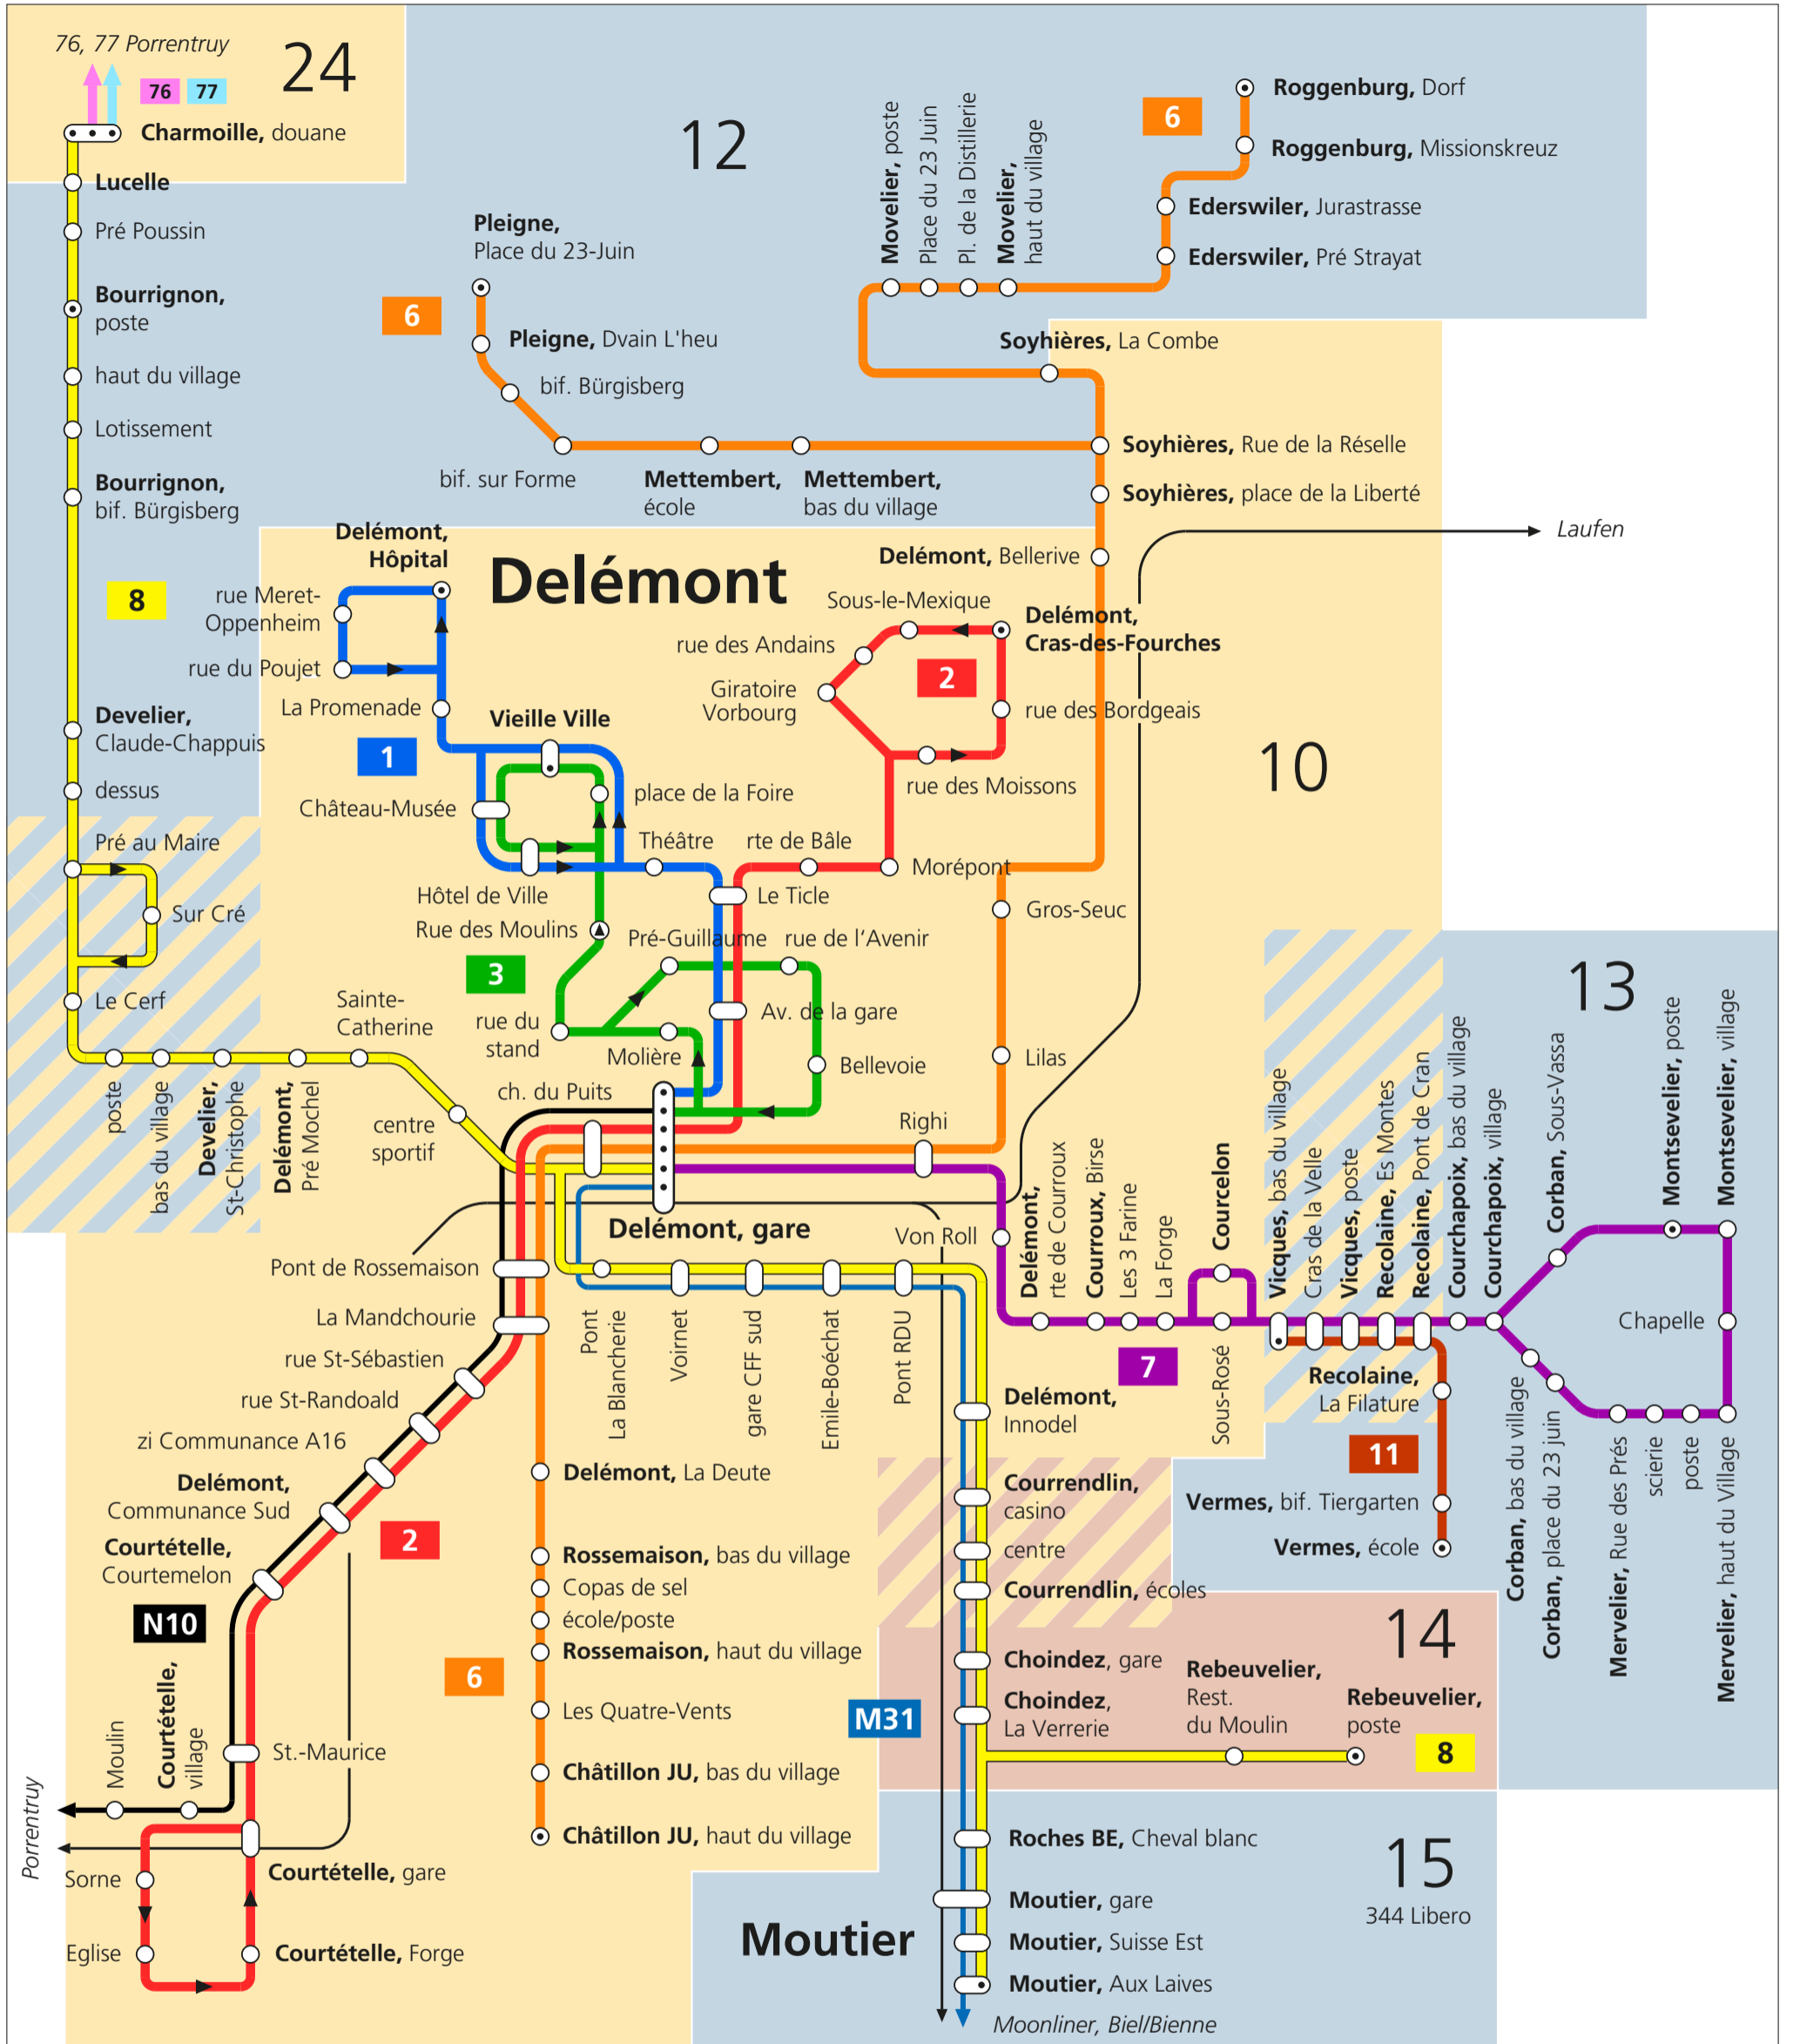 76, 77 Porrentruy
24
76
77
Charmoille, douane
Lucelle
Pré Poussin
Bourrignon,
poste
haut du village
Lotissement
Bourrignon,
bif. Bürgisberg
8
Develier,
Claude-Chappuis
dessus
Pré au Maire
Sur Cré
Le Cerf
poste
bas du village
Develier,
St-Christophe
Delémont,
Pré Mochel
Sainte-
Catherine
centre
sportif
12
Pleigne,
Place du 23-Juin
6
Pleigne, Dvain L'heu
bif. Bürgisberg
bif. sur Forme
Mettembert,
école
Mettembert,
bas du village
Movelier, poste
Place du 23 Juin
Pl. de la Distillerie
Movelier,
haut du village
6
Roggenburg, Dorf
Roggenburg, Missionskreuz
Ederswiler, Jurastrasse
Ederswiler, Pré Strayat
Soyhières, La Combe
Soyhières, Rue de la Réselle
Soyhières, place de la Liberté
Delémont, Bellerive
Laufen
Delémont
Delémont,
Hôpital
rue Meret-
Oppenheim
rue du Poujet
La Promenade
1
Vieille Ville
Château-Musée
place de la Foire
Théâtre
Hôtel de Ville
Rue des Moulins
3
Pré-Guillaume
rue de l‘Avenir
rue du
stand
Molière
Bellevoie
ch. du Puits
Sous-le-Mexique
Delémont,
Cras-des-Fourches
rue des Andains
2
Giratoire
Vorbourg
rue des Bordgeais
rue des Moissons
rte de Bâle
Morépont
Le Ticle
Av. de la gare
10
Gros-Seuc
Lilas
Righi
Delémont, gare
Von Roll
Delémont,
rte de Courroux
Courroux, Birse
Les 3 Farine
La Forge
Courcelon
Sous-Rosé
7
Vicques, bas du village
Cras de la Velle
Vicques, poste
Recolaine, Es Montes
Recolaine, Pont de Cran
Courchapoix, bas du village
Courchapoix, village
13
Corban, Sous-Vassa
Montsevelier, poste
Montsevelier, village
Chapelle
Corban, bas du village
Corban, place du 23 juin
Mervelier, Rue des Prés
scierie
poste
Mervelier, haut du Village
Recolaine,
La Filature
11
Vermes, bif. Tiergarten
Vermes, école
Pont de Rossemaison
La Mandchourie
rue St-Sébastien
rue St-Randoald
zi Communance A16
Delémont,
Communance Sud
2
Courtételle,
Courtemelon
N10
Moulin
Courtételle,
village
St.-Maurice
Porrentruy
Courtételle, gare
Sorne
Eglise
Courtételle, Forge
Pont
La Blancherie
Voirnet
gare CFF sud
Emile-Boéchat
Pont RDU
Delémont, La Deute
Rossemaison, bas du village
Copas de sel
école/poste
Rossemaison, haut du village
6
Les Quatre-Vents
Châtillon JU, bas du village
Châtillon JU, haut du village
Delémont,
Innodel
Courrendlin,
casino
centre
Courrendlin, écoles
14
Choindez, gare
Choindez,
La Verrerie
M31
Rebeuvelier,
Rest.
du Moulin
Rebeuvelier,
poste
8
Roches BE, Cheval blanc
15
344 Libero
Moutier
Moutier, gare
Moutier, Suisse Est
Moutier, Aux Laives
Moonliner, Biel/Bienne